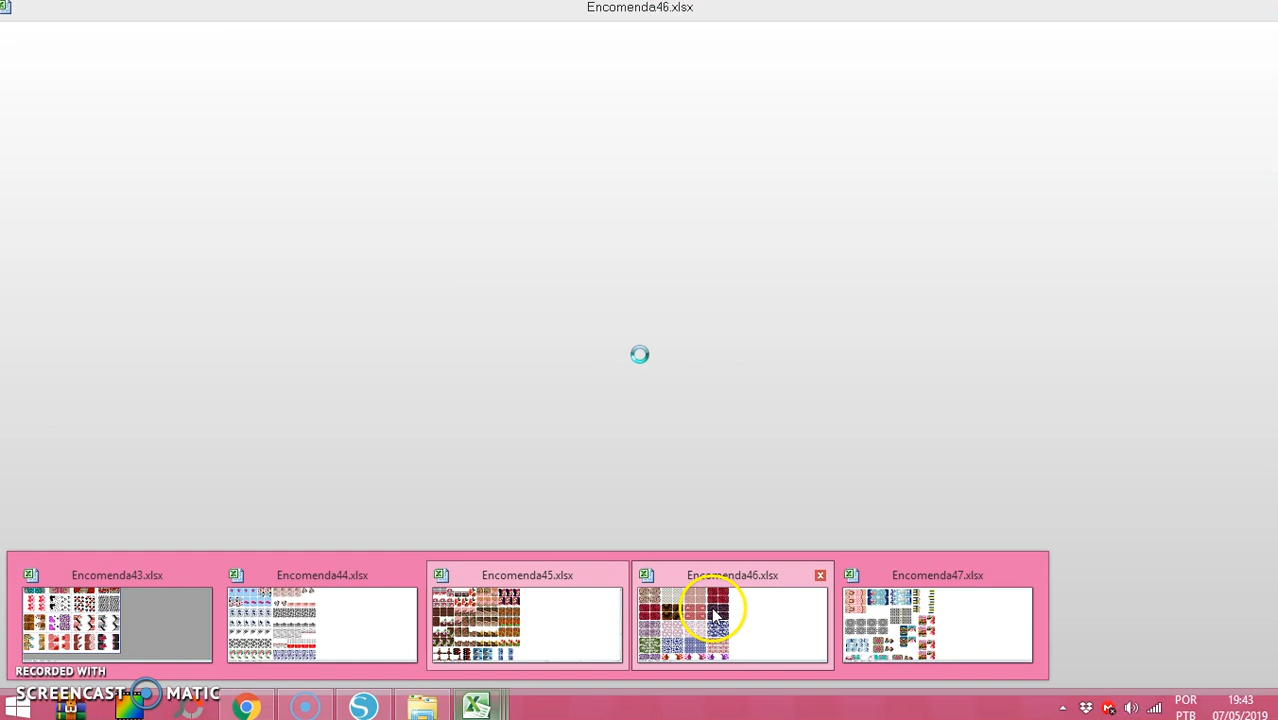 Encomenda46.xlsx
Encomenda43.xlsx
Encomenda44.xlsx
Encomenda45.xlsx
Encomenda46.xlsx
Encomenda47.xlsx
RECORDED WITH
SCREENCAST MATIC
POR
PTB
19:43
07/05/2019